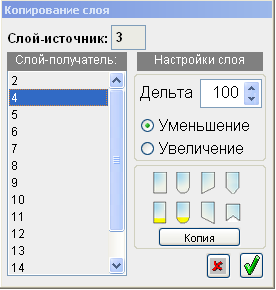 Копирование слоя
Слой-источник: 3
Слой-получатель:
2
4
5
6
7
8
9
10
11
12
13
14
Настройки слоя
Дельта 100
Уменьшение
Увеличение
Копия